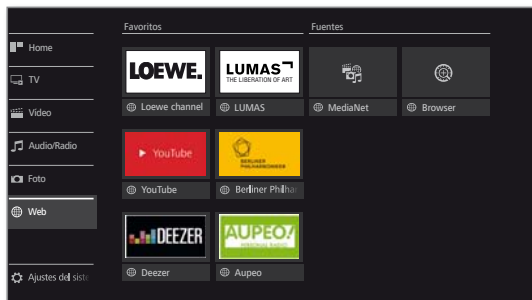 Favoritos
Fuentes
Home
TV
Vídeo
Audio/Radio
Foto
Web
Ajustes del siste
LOEWE.
Loewe channel
LUMAS
THE LIBERATION OF ART
LUMAS
MediaNet
Browser
YouTube
YouTube
BERLINER
PHILHARMONIKER
Berliner Philhar
DEEZER
Deezer
AUPEO!
PERSONAL RADIO
Aupeo